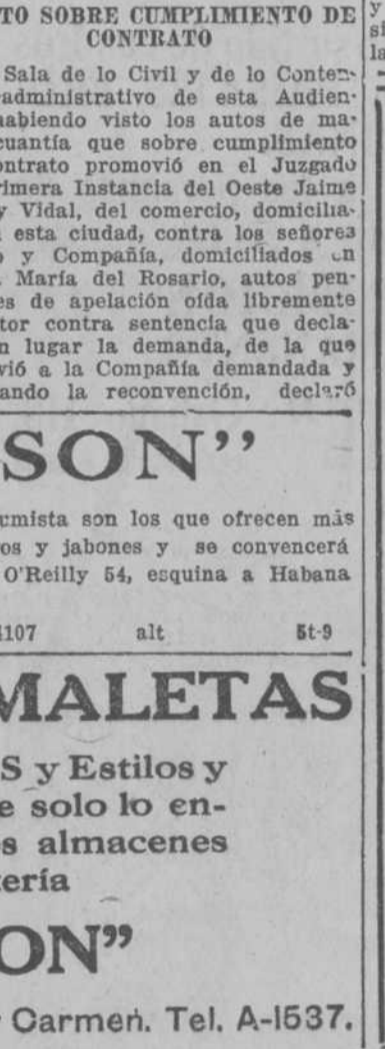 TO SOBRE CUMPLIMIENTO DE
CONTRATO
Sala de lo Civil y de lo Conten-
administrativo de esta Audien-
habiendo visto los autos de ma-
cuantía que sobre cumplimiento
ontrato promovió en el Juzgado
rimera Instancia del Oeste Jaime
y Vidal, del comercio, domicilia-
esta ciudad, contra los señores
y Compañía, domiciliados en
María del Rosario, autos pen-
es de apelación oída libremente
tor contra sentencia que decla-
n lugar la demanda, de la que
vió a la Compañía demandada y
ando la reconvención, declaró
SON”
umista son los que ofrecen más
os y jabones y se convencerá
O'Reilly 54, esquina a Habana
4107 alt 5t-9
MALETAS
S y Estilos y
e solo lo en-
s almacenes
tería
ON”
y Carmen. Tel. A-1537.
y
si
la